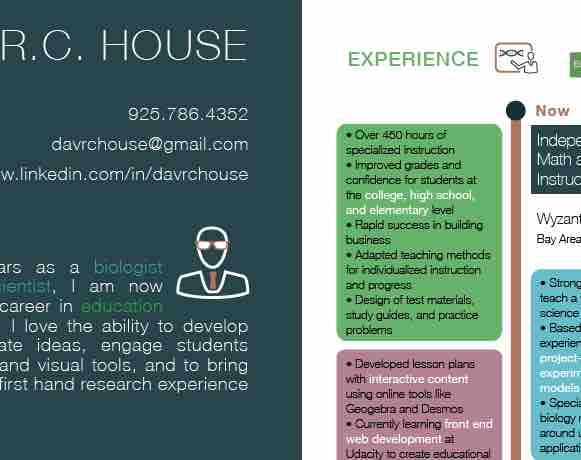 R.C. HOUSE
925.786.4352
davrchouse@gmail.com
w.linkedin.com/in/davrchouse
ars as a biologist
ientist, I am now
career in education
I love the ability to develop
ate ideas, engage students
and visual tools, and to bring
first hand research experience
EXPERIENCE
• Over 450 hours of
specialized instruction
• Improved grades and
confidence for students at
the college, high school,
and elementary level
• Rapid success in building
business
• Adapted teaching methods
for individualized instruction
and progress
• Design of test materials,
study guides, and practice
problems
• Developed lesson plans
with interactive content
using online tools like
Geogebra and Desmos
• Currently learning front end
web development at
Udacity to create educational
Now
Indepe
Math a
Instruc
Wyzant
Bay Area
• Strong
teach a
science
• Based
experien
project-
experim
models
• Specia
biology r
around u
applicati